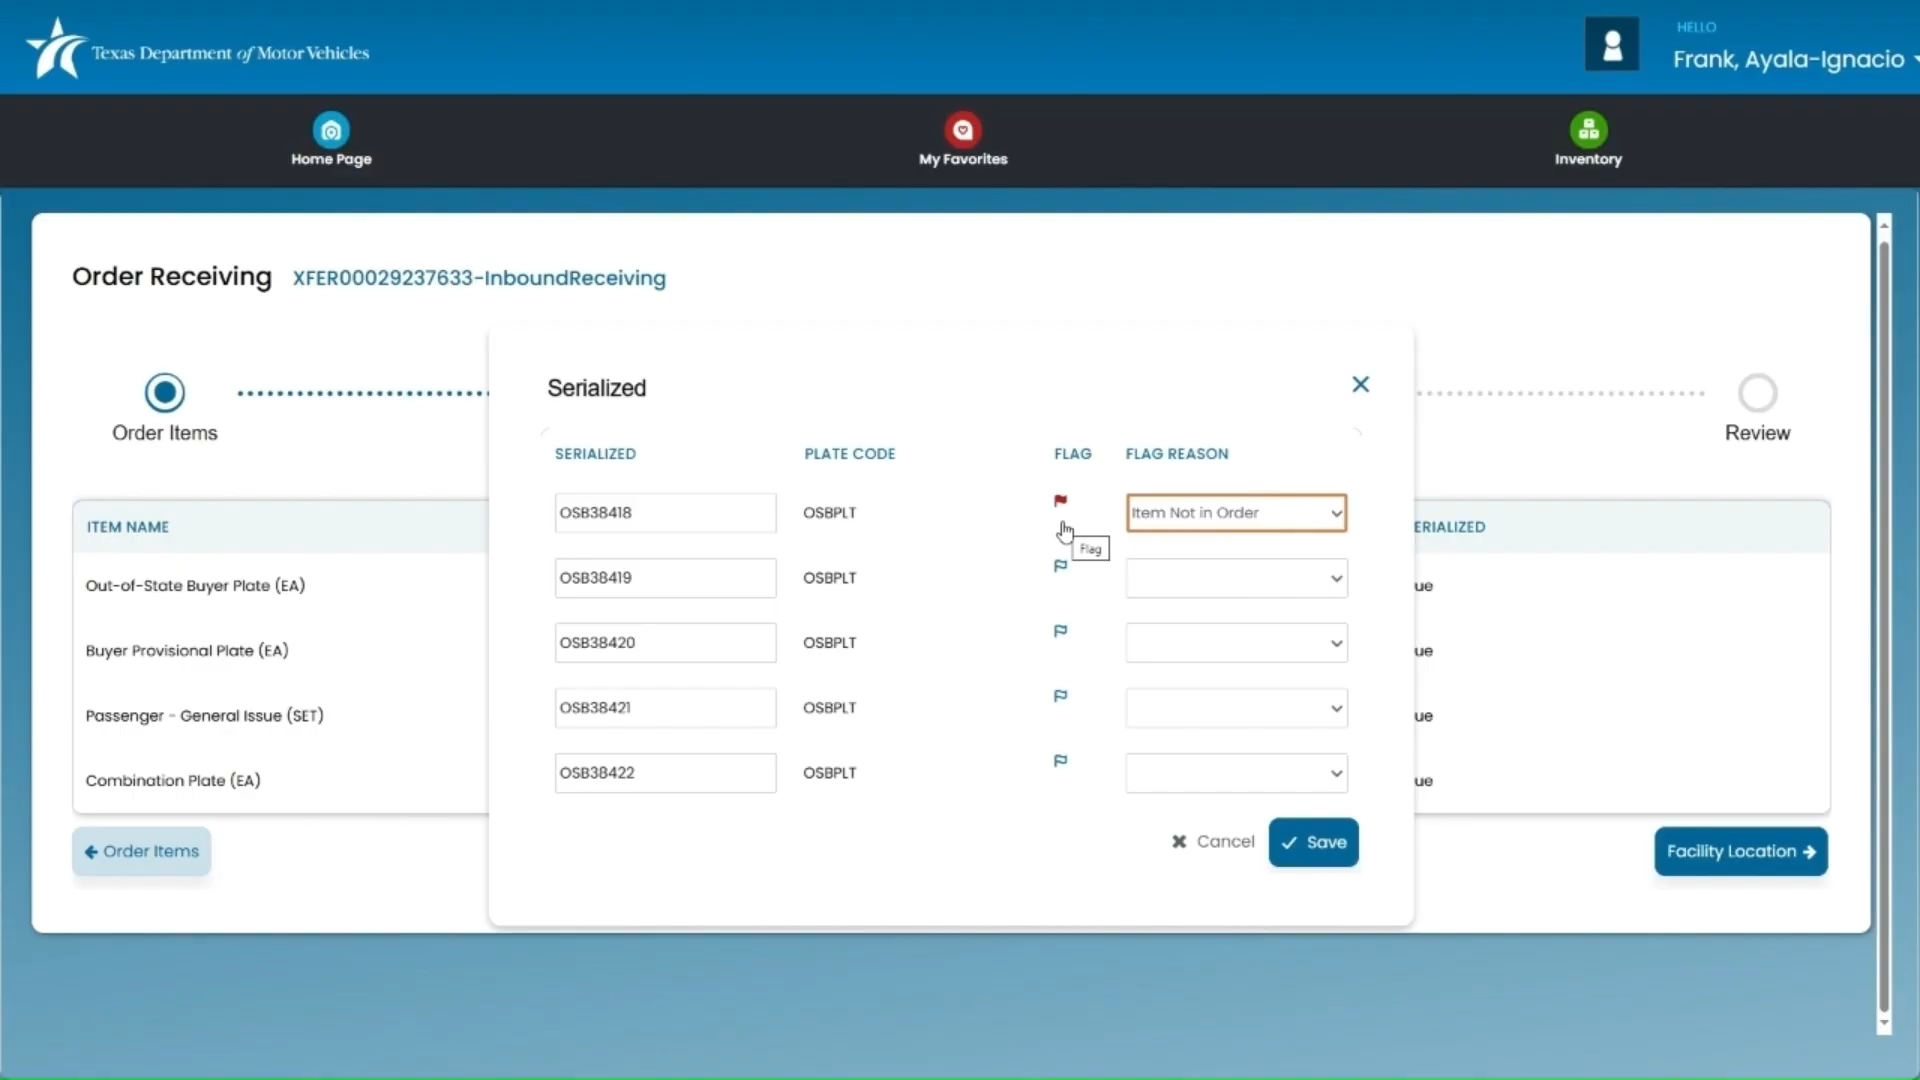 Texas Department of Motor Vehicles
HELLO
Frank, Ayala-Ignacio
Home Page
My Favorites
Inventory
Order Receiving XFER00029237633-InboundReceiving
Order Items
Review
Serialized
SERIALIZED PLATE CODE FLAG FLAG REASON
OSB38418 OSBPLT Item Not in Order
Flag
OSB38419 OSBPLT
OSB38420 OSBPLT
OSB38421 OSBPLT
OSB38422 OSBPLT
Cancel
Save
ITEM NAME
ERIALIZED
Out-of-State Buyer Plate (EA)
ue
Buyer Provisional Plate (EA)
ue
Passenger - General Issue (SET)
ue
Combination Plate (EA)
ue
Order Items
Facility Location